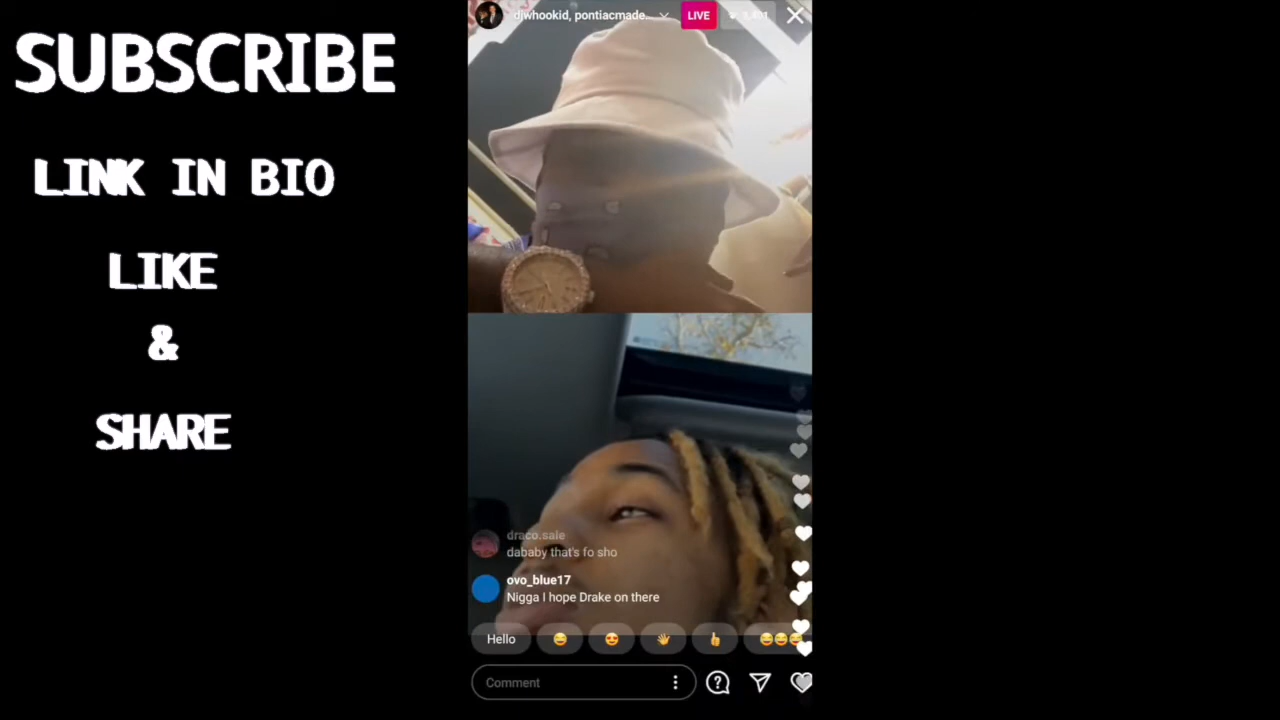 SUBSCRIBE
LINK IN BIO
LIKE
&
SHARE
djwhookid, pontiacmade...
LIVE
draco.sale
dababy that's fo sho
ovo_blue17
Nigga I hope Drake on there
Hello
Comment